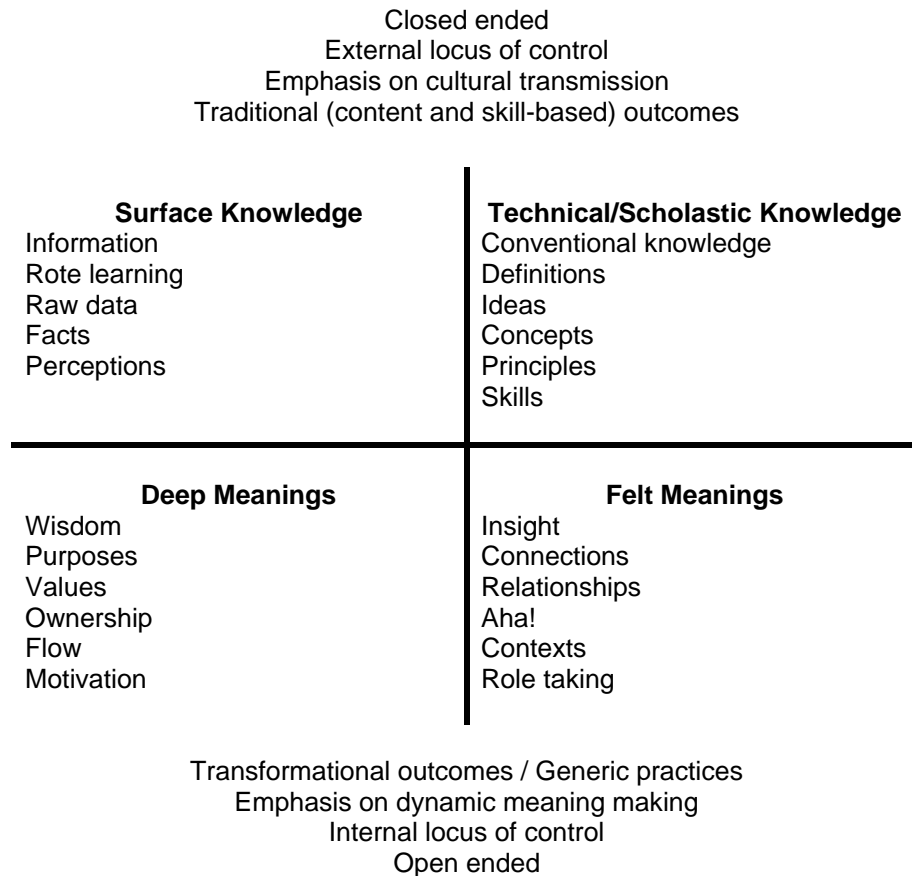 Closed ended
External locus of control
Emphasis on cultural transmission
Traditional (content and skill-based) outcomes
Surface Knowledge
Information
Rote learning
Raw data
Facts
Perceptions
Technical/Scholastic Knowledge
Conventional knowledge
Definitions
Ideas
Concepts
Principles
Skills
Deep Meanings
Wisdom
Purposes
Values
Ownership
Flow
Motivation
Felt Meanings
Insight
Connections
Relationships
Aha!
Contexts
Role taking
Transformational outcomes / Generic practices
Emphasis on dynamic meaning making
Internal locus of control
Open ended